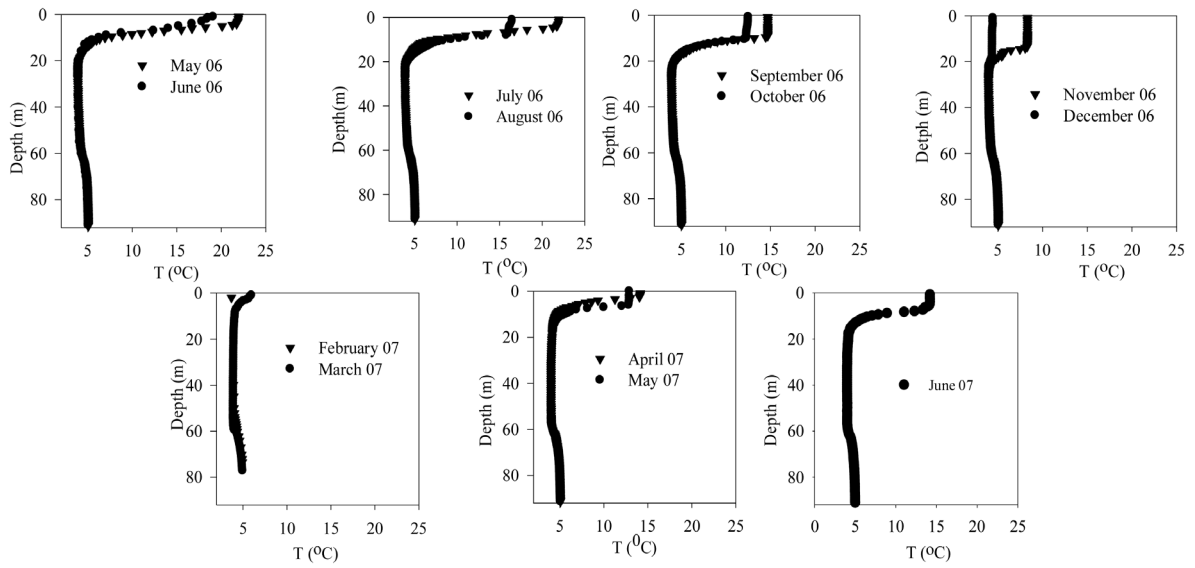 0
20
40
60
80
Depth (m)
May 06
June 06
5 10 15 20 25
T (oC)
0
20
40
60
80
Depth(m)
July 06
August 06
5 10 15 20 25
T (oC)
0
20
40
60
80
Depth (m)
September 06
October 06
5 10 15 20 25
T(oC)
0
20
40
60
80
Detph (m)
November 06
December 06
5 10 15 20 25
T (oC)
0
20
40
60
80
Depth (m)
February 07
March 07
5 10 15 20 25
T (oC)
0
20
40
60
80
Depth (m)
April 07
May 07
5 10 15 20 25
T (0C)
0
20
40
60
80
Depth (m)
June 07
0 5 10 15 20 25
T (oC)